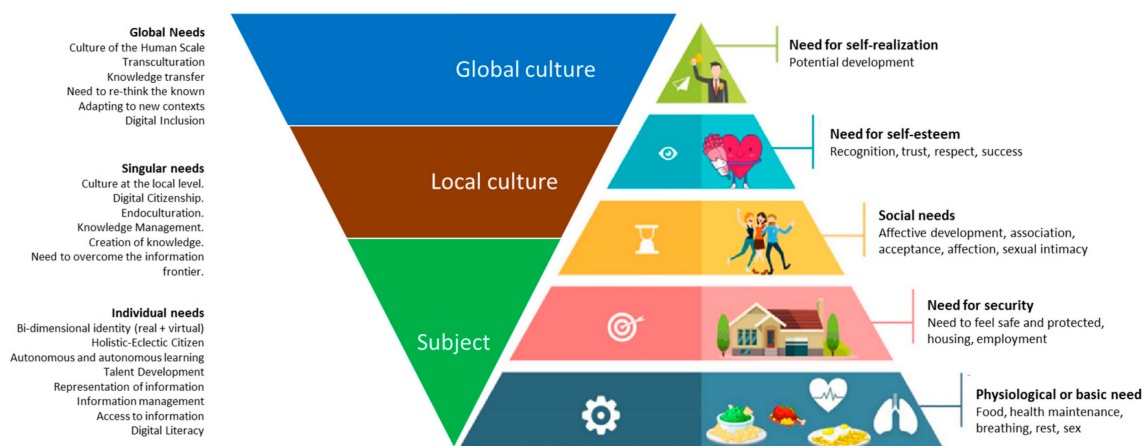 Global Needs
Culture of the Human Scale
Transculturation
Knowledge transfer
Need to re-think the known
Adapting to new contexts
Digital Inclusion
Singular needs
Culture at the local level.
Digital Citizenship.
Endoculturation.
Knowledge Management.
Creation of knowledge.
Need to overcome the information
frontier.
Individual needs
Bi-dimensional identity (real + virtual)
Holistic-Eclectic Citizen
Autonomous and autonomous learning
Talent Development
Representation of information
Information management
Access to information
Digital Literacy
Global culture
Local culture
Subject
Need for self-realization
Potential development
Need for self-esteem
Recognition, trust, respect, success
Social needs
Affective development, association,
acceptance, affection, sexual intimacy
Need for security
Need to feel safe and protected,
housing, employment
Physiological or basic need
Food, health maintenance,
breathing, rest, sex